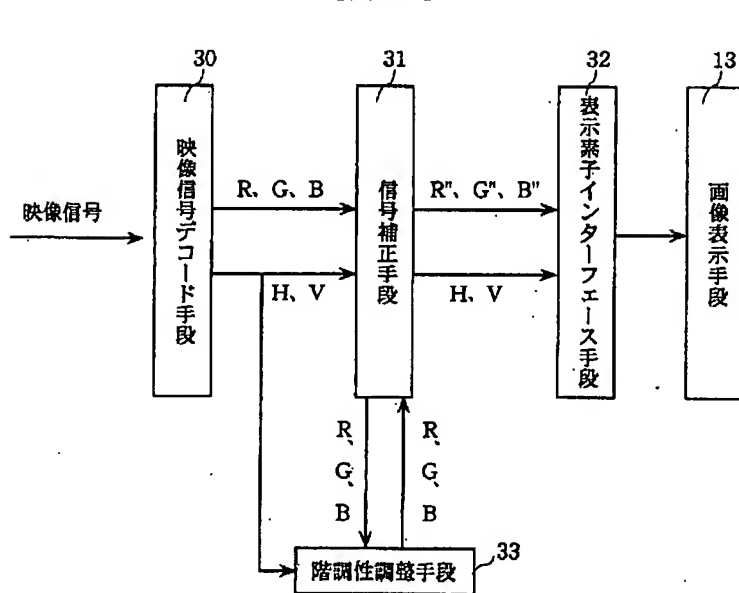 30
31
32
13
映像信号
映像信号デコード手段
R、G、B
H、V
信号補正手段
R"、G"、B"
H、V
表示素子インターフェース手段
画像表示手段
R、G、B
R、G、B
階調性調整手段
33